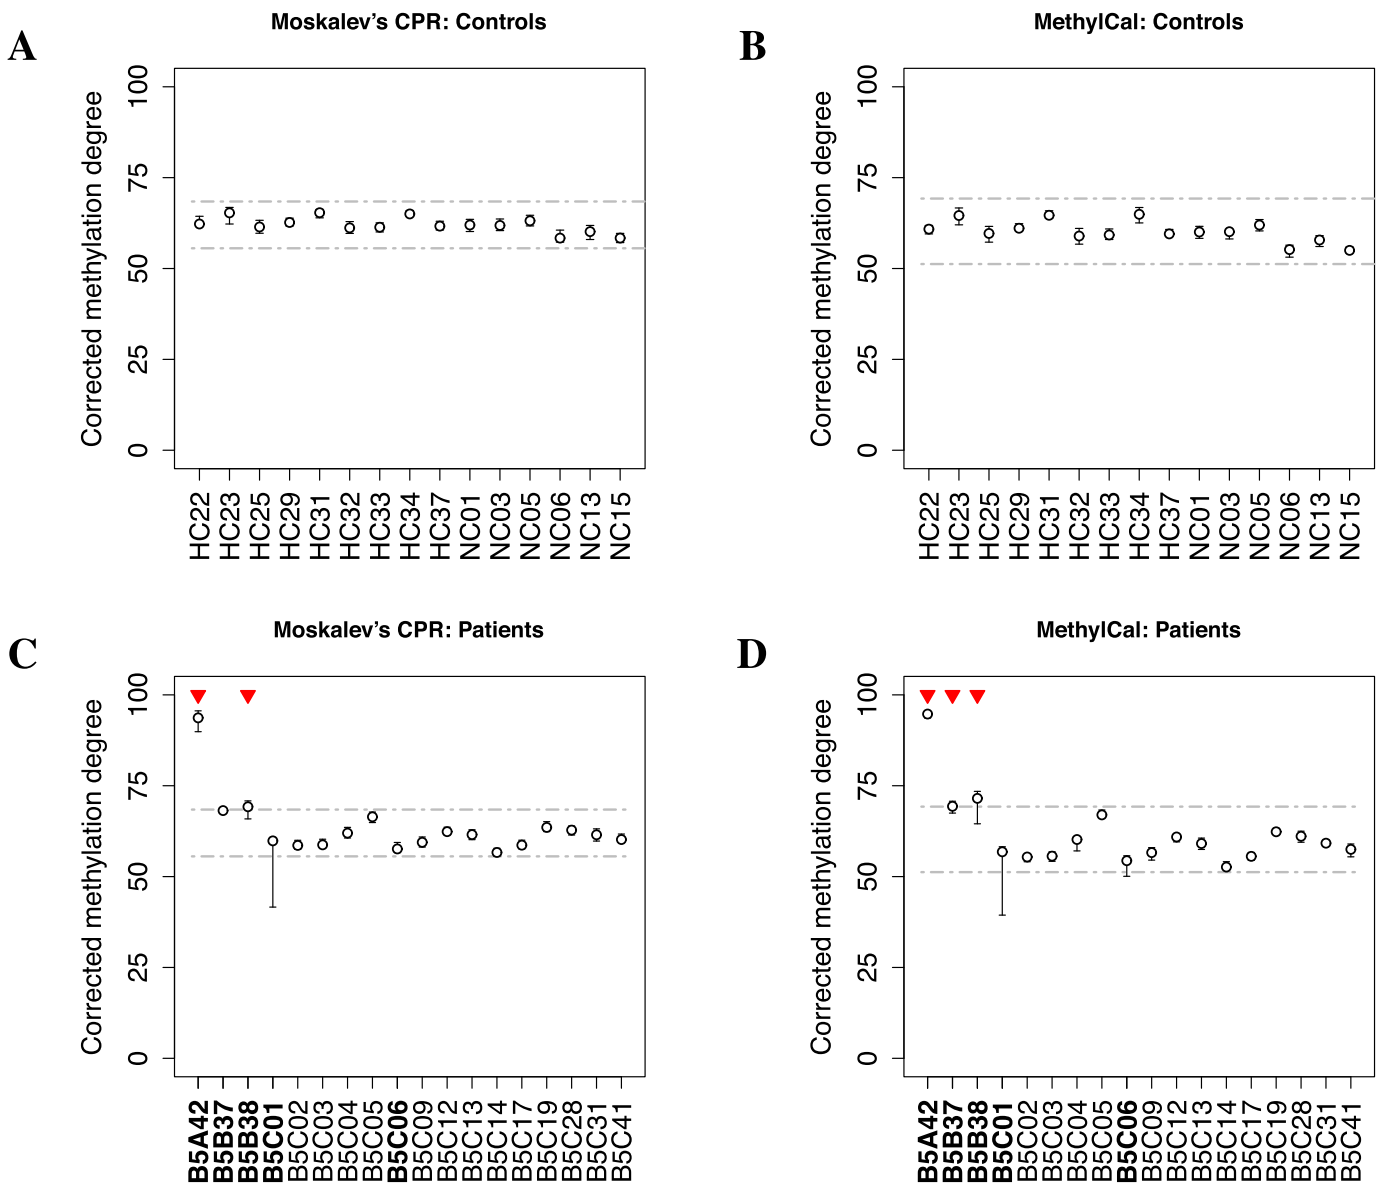 A
Moskalev's CPR: Controls
Corrected methylation degree
100
75
50
25
0
HC22
HC23
HC25
HC29
HC31
HC32
HC33
HC34
HC37
NC01
NC03
NC05
NC06
NC13
NC15
B
MethylCal: Controls
Corrected methylation degree
100
75
50
25
0
HC22
HC23
HC25
HC29
HC31
HC32
HC33
HC34
HC37
NC01
NC03
NC05
NC06
NC13
NC15
C
Moskalev's CPR: Patients
Corrected methylation degree
100
75
50
25
0
B5A42
B5B37
B5B38
B5C01
B5C02
B5C03
B5C04
B5C05
B5C06
B5C09
B5C12
B5C13
B5C14
B5C17
B5C19
B5C28
B5C31
B5C41
D
MethylCal: Patients
Corrected methylation degree
100
75
50
25
0
B5A42
B5B37
B5B38
B5C01
B5C02
B5C03
B5C04
B5C05
B5C06
B5C09
B5C12
B5C13
B5C14
B5C17
B5C19
B5C28
B5C31
B5C41